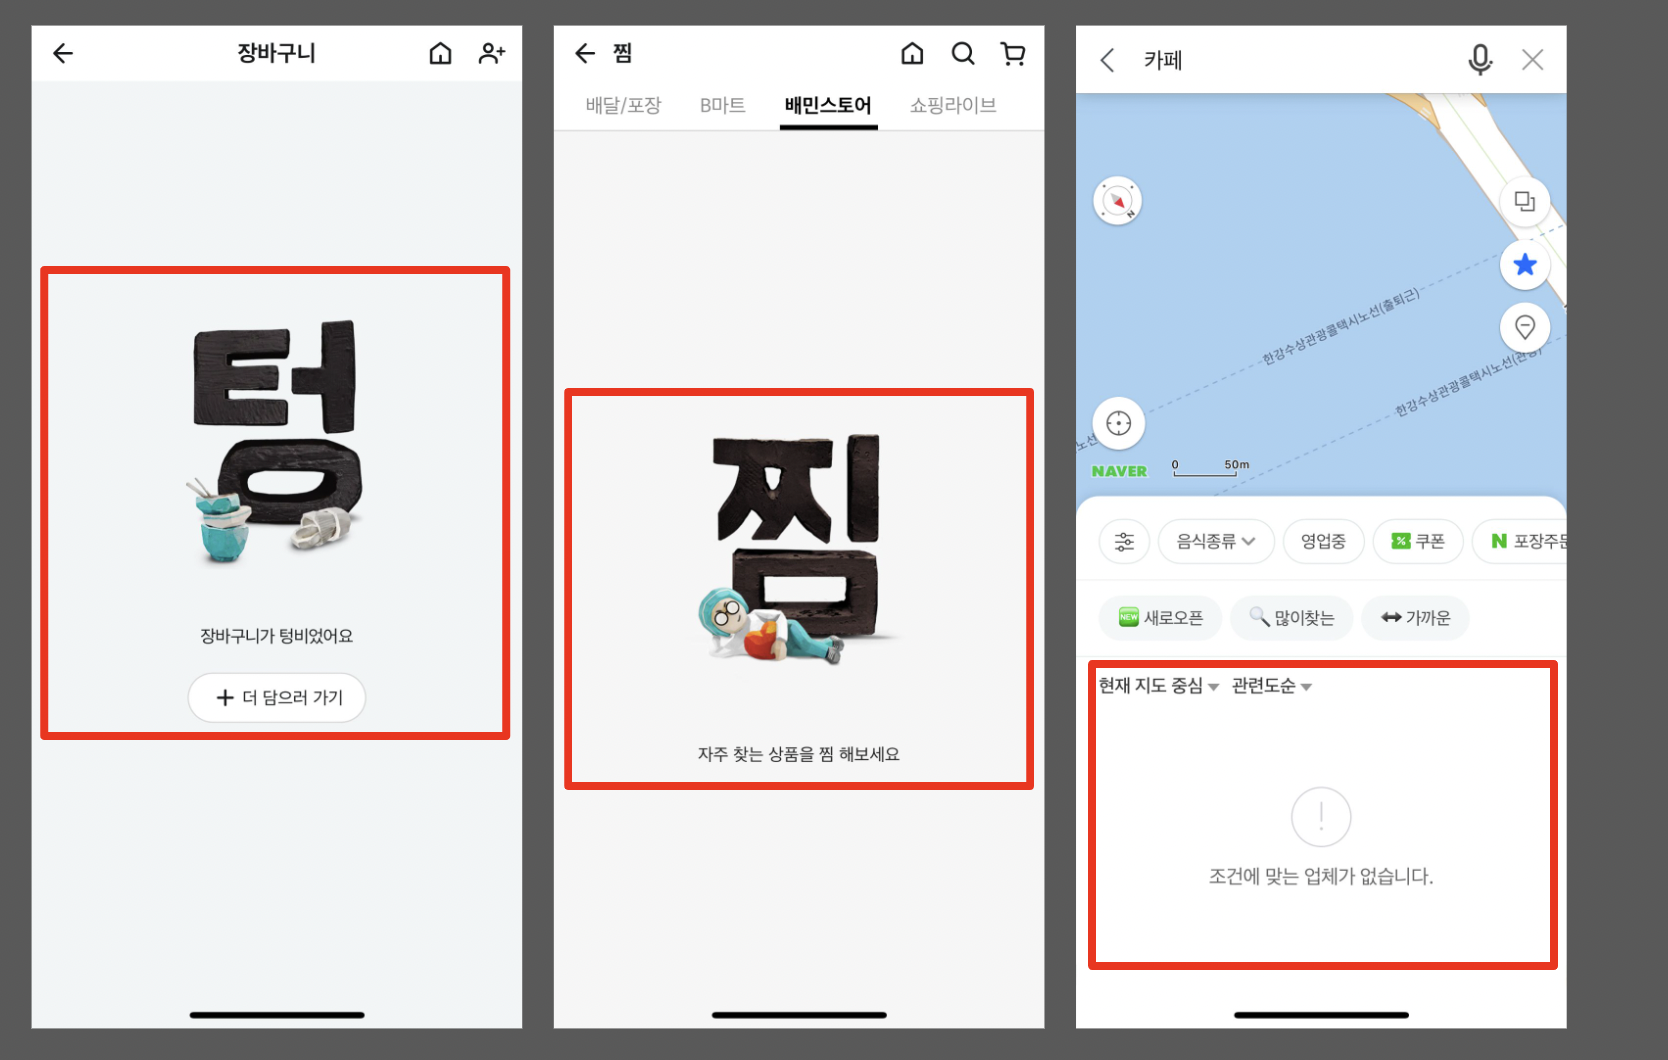 장바구니
텅
장바구니가 텅비었어요
+ 더 담으러 가기
찜
배달/포장 B마트 배민스토어 쇼핑라이브
찜
자주 찾는 상품을 찜 해보세요
카페
N
한강수상관광콜택시노선(출퇴근)
한강수상관광콜택시노선(관광)
노선
NAVER 0 50m
음식종류 영업중 % 쿠폰 N 포장주문
NEW 새로오픈 많이찾는 가까운
현재 지도 중심 관련도순
!
조건에 맞는 업체가 없습니다.